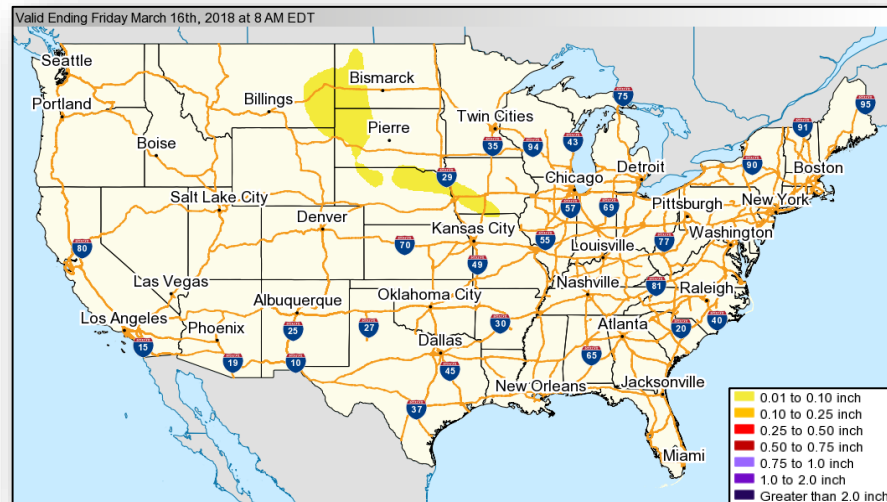 Valid Ending Friday March 16th, 2018 at 8 AM EDT
Seattle
Portland
Billings
Bismarck
Twin Cities
75
95
Boise
Pierre
35
94
43
91
29
Detroit
90
Boston
Salt Lake City
Chicago
57
69
Pittsburgh
New York
80
Denver
70
Kansas City
49
55
Louisville
77
Washington
Las Vegas
Albuquerque
Oklahoma City
Nashville
81
Raleigh
Los Angeles
15
Phoenix
19
25
10
27
30
Dallas
45
Atlanta
65
20
40
37
New Orleans
Jacksonville
Miami
0.01 to 0.10 inch
0.10 to 0.25 inch
0.25 to 0.50 inch
0.50 to 0.75 inch
0.75 to 1.0 inch
1.0 to 2.0 inch
Greater than 2.0 inch